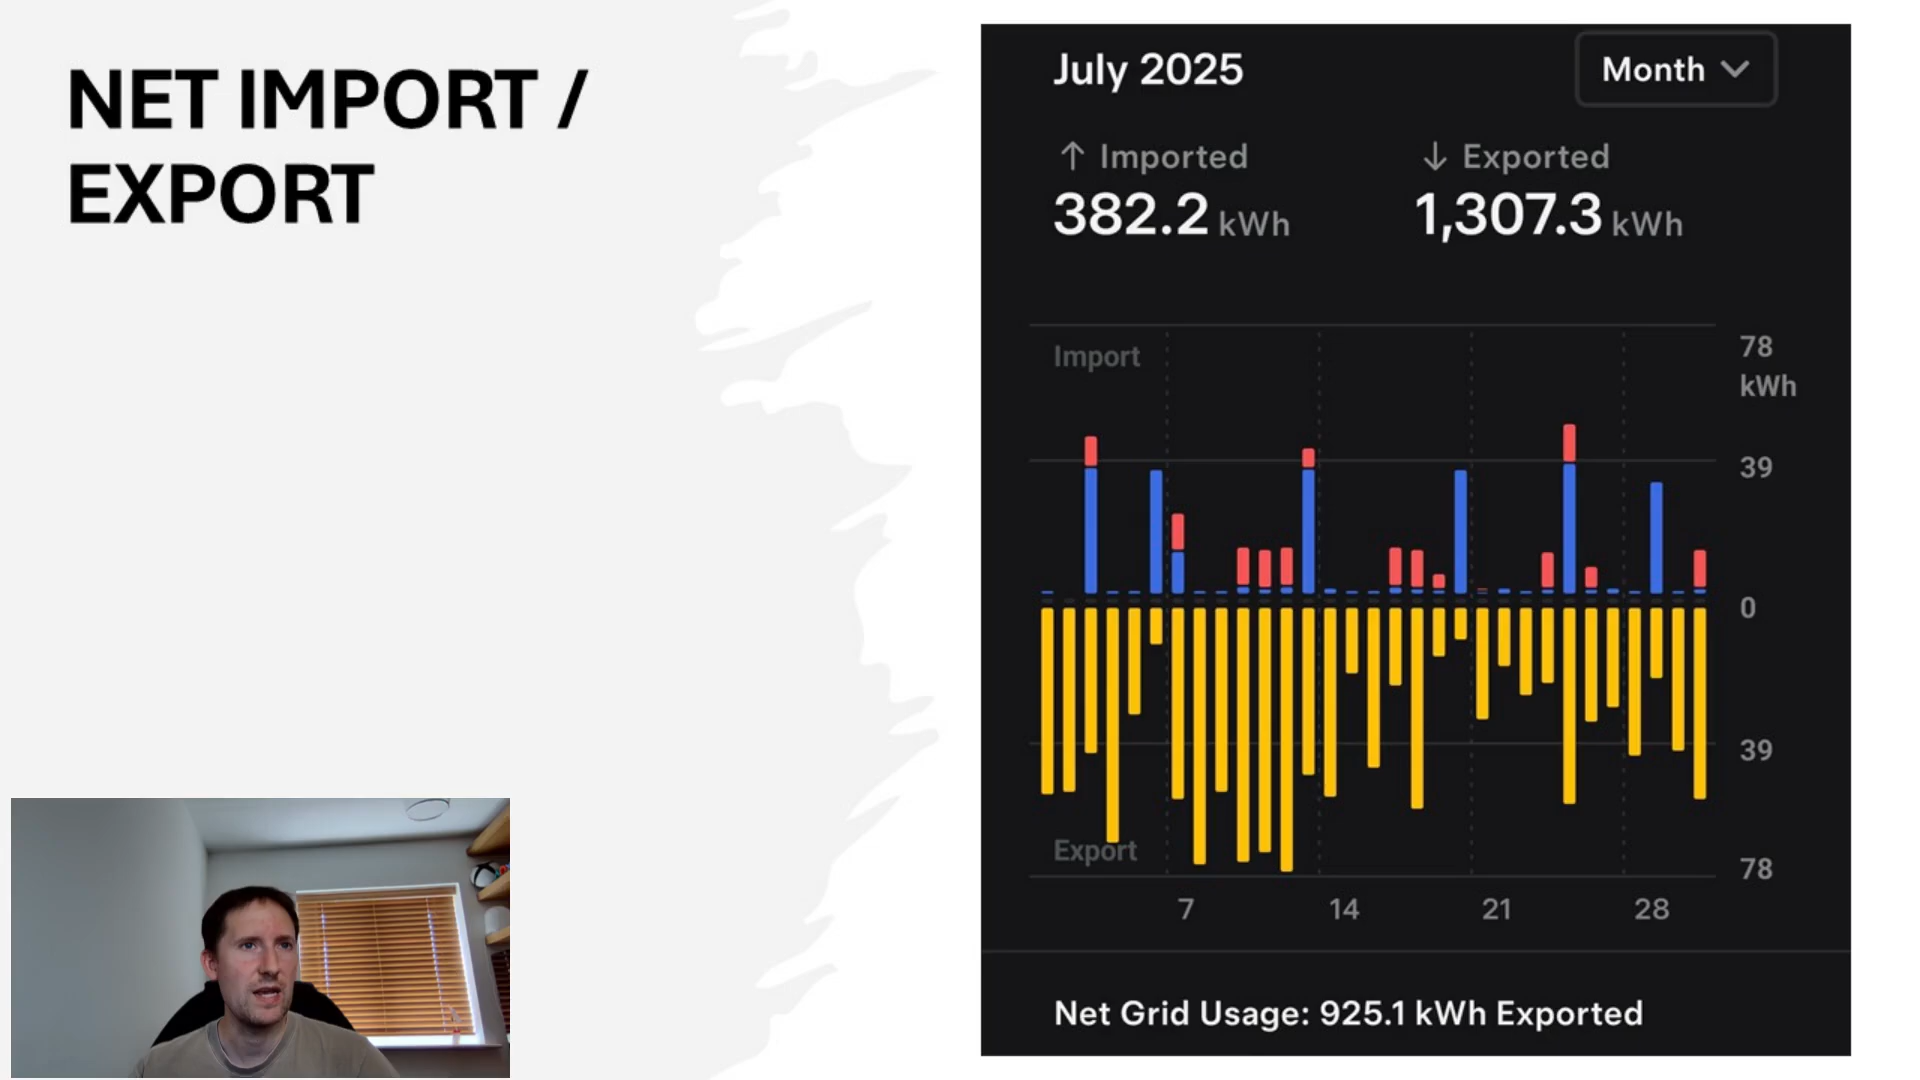 NET IMPORT /
EXPORT
July 2025
Month
↑ Imported
↓ Exported
382.2 kWh
1,307.3 kWh
Import
78
kWh
39
0
39
Export
78
7
14
21
28
Net Grid Usage: 925.1 kWh Exported